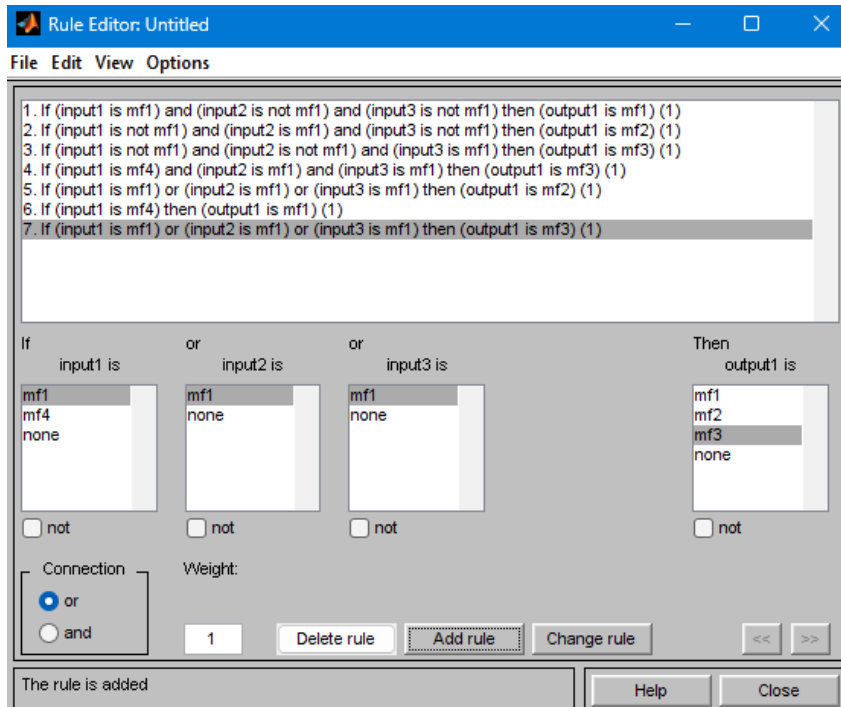 Rule Editor: Untitled
File Edit View Options
1. If (input1 is mf1) and (input2 is not mf1) and (input3 is not mf1) then (output1 is mf1) (1)
2. If (input1 is not mf1) and (input2 is mf1) and (input3 is not mf1) then (output1 is mf2) (1)
3. If (input1 is not mf1) and (input2 is not mf1) and (input3 is mf1) then (output1 is mf3) (1)
4. If (input1 is mf4) and (input2 is mf1) and (input3 is mf1) then (output1 is mf3) (1)
5. If (input1 is mf1) or (input2 is mf1) or (input3 is mf1) then (output1 is mf2) (1)
6. If (input1 is mf4) then (output1 is mf1) (1)
7. If (input1 is mf1) or (input2 is mf1) or (input3 is mf1) then (output1 is mf3) (1)
If or or Then
input1 is input2 is input3 is output1 is
mf1 mf1 mf1 mf1
mf4 none none mf2
none mf3
none
not not not not
Connection Weight:
or
and 1 Delete rule Add rule Change rule << >>
The rule is added Help Close